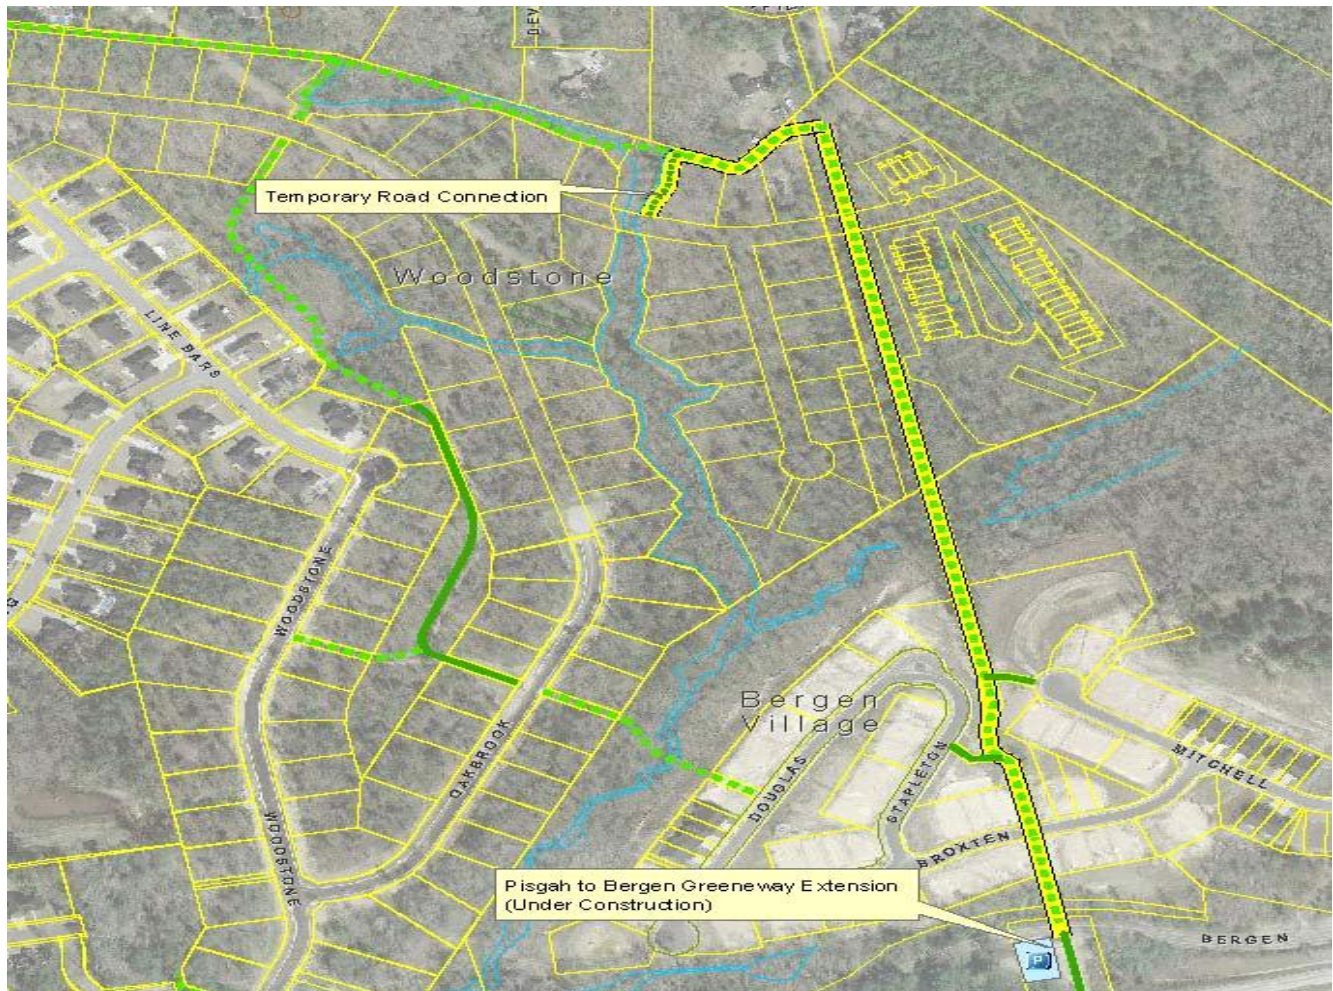 DEV
Temporary Road Connection
Woodstone
LINE BARS
WOODSTONE
Bergen
Village
OAKBROOK
DOUGLAS
STAPLETON
MITCHELL
BROXTEN
WOODSTONE
Pisgah to Bergen Greeneway Extension
(Under Construction)
BERGEN
P